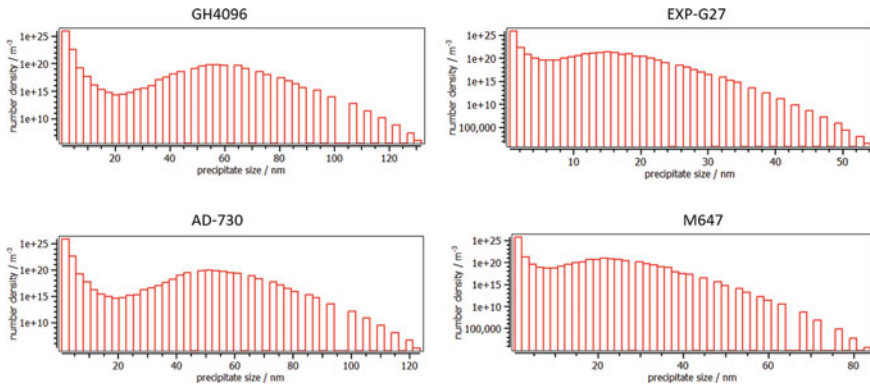 GH4096
number density / m⁻³
1e+25
1e+20
1e+15
1e+10
20 40 60 80 100 120
precipitate size / nm
EXP-G27
number density / m⁻³
1e+25
1e+20
1e+15
1e+10
100,000
10 20 30 40 50
precipitate size / nm
AD-730
number density / m⁻³
1e+25
1e+20
1e+15
1e+10
20 40 60 80 100 120
precipitate size / nm
M647
number density / m⁻³
1e+25
1e+20
1e+15
1e+10
100,000
20 40 60 80
precipitate size / nm